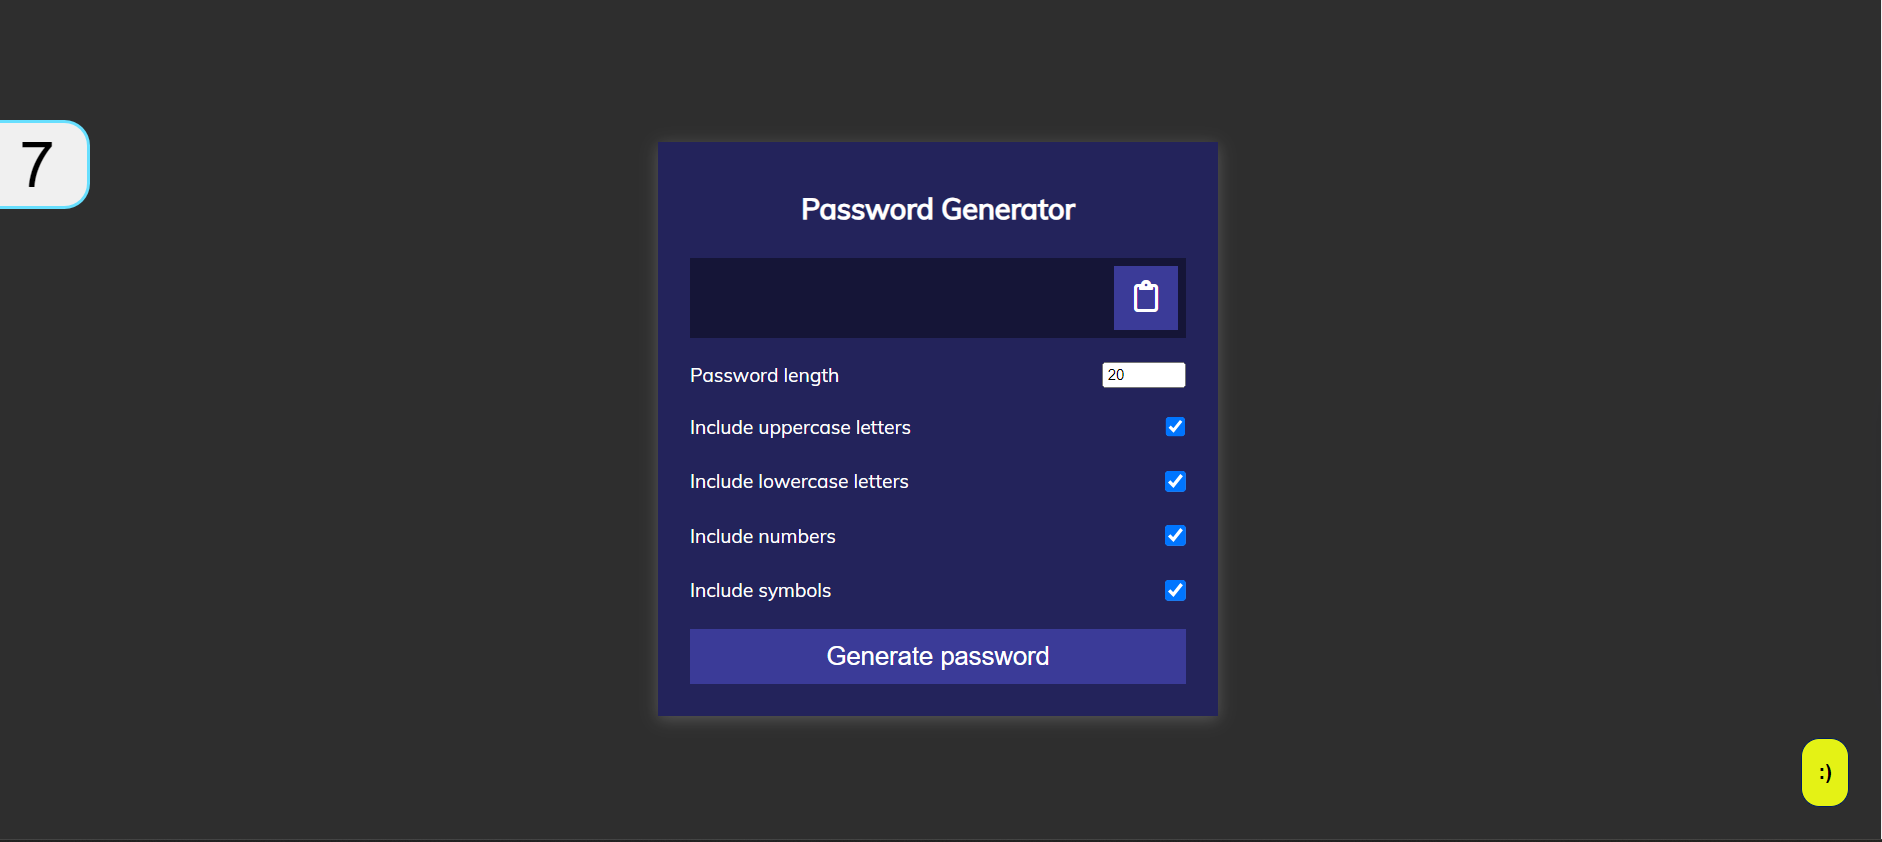 7
Password Generator
Password length
20
Include uppercase letters
Include lowercase letters
Include numbers
Include symbols
Generate password
:)